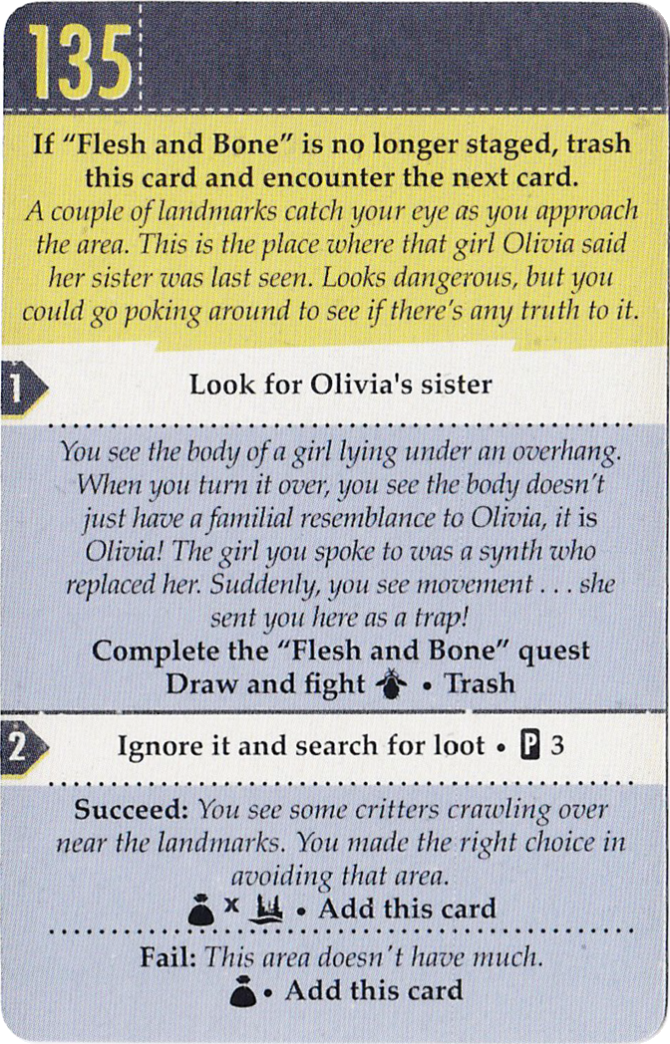 135
If “Flesh and Bone” is no longer staged, trash
this card and encounter the next card.
A couple of landmarks catch your eye as you approach
the area. This is the place where that girl Olivia said
her sister was last seen. Looks dangerous, but you
could go poking around to see if there’s any truth to it.
1
Look for Olivia's sister
You see the body of a girl lying under an overhang.
When you turn it over, you see the body doesn’t
just have a familial resemblance to Olivia, it is
Olivia! The girl you spoke to was a synth who
replaced her. Suddenly, you see movement . . . she
sent you here as a trap!
Complete the “Flesh and Bone” quest
Draw and fight • Trash
2
Ignore it and search for loot • P 3
Succeed: You see some critters crawling over
near the landmarks. You made the right choice in
avoiding that area.
x • Add this card
Fail: This area doesn’t have much.
• Add this card